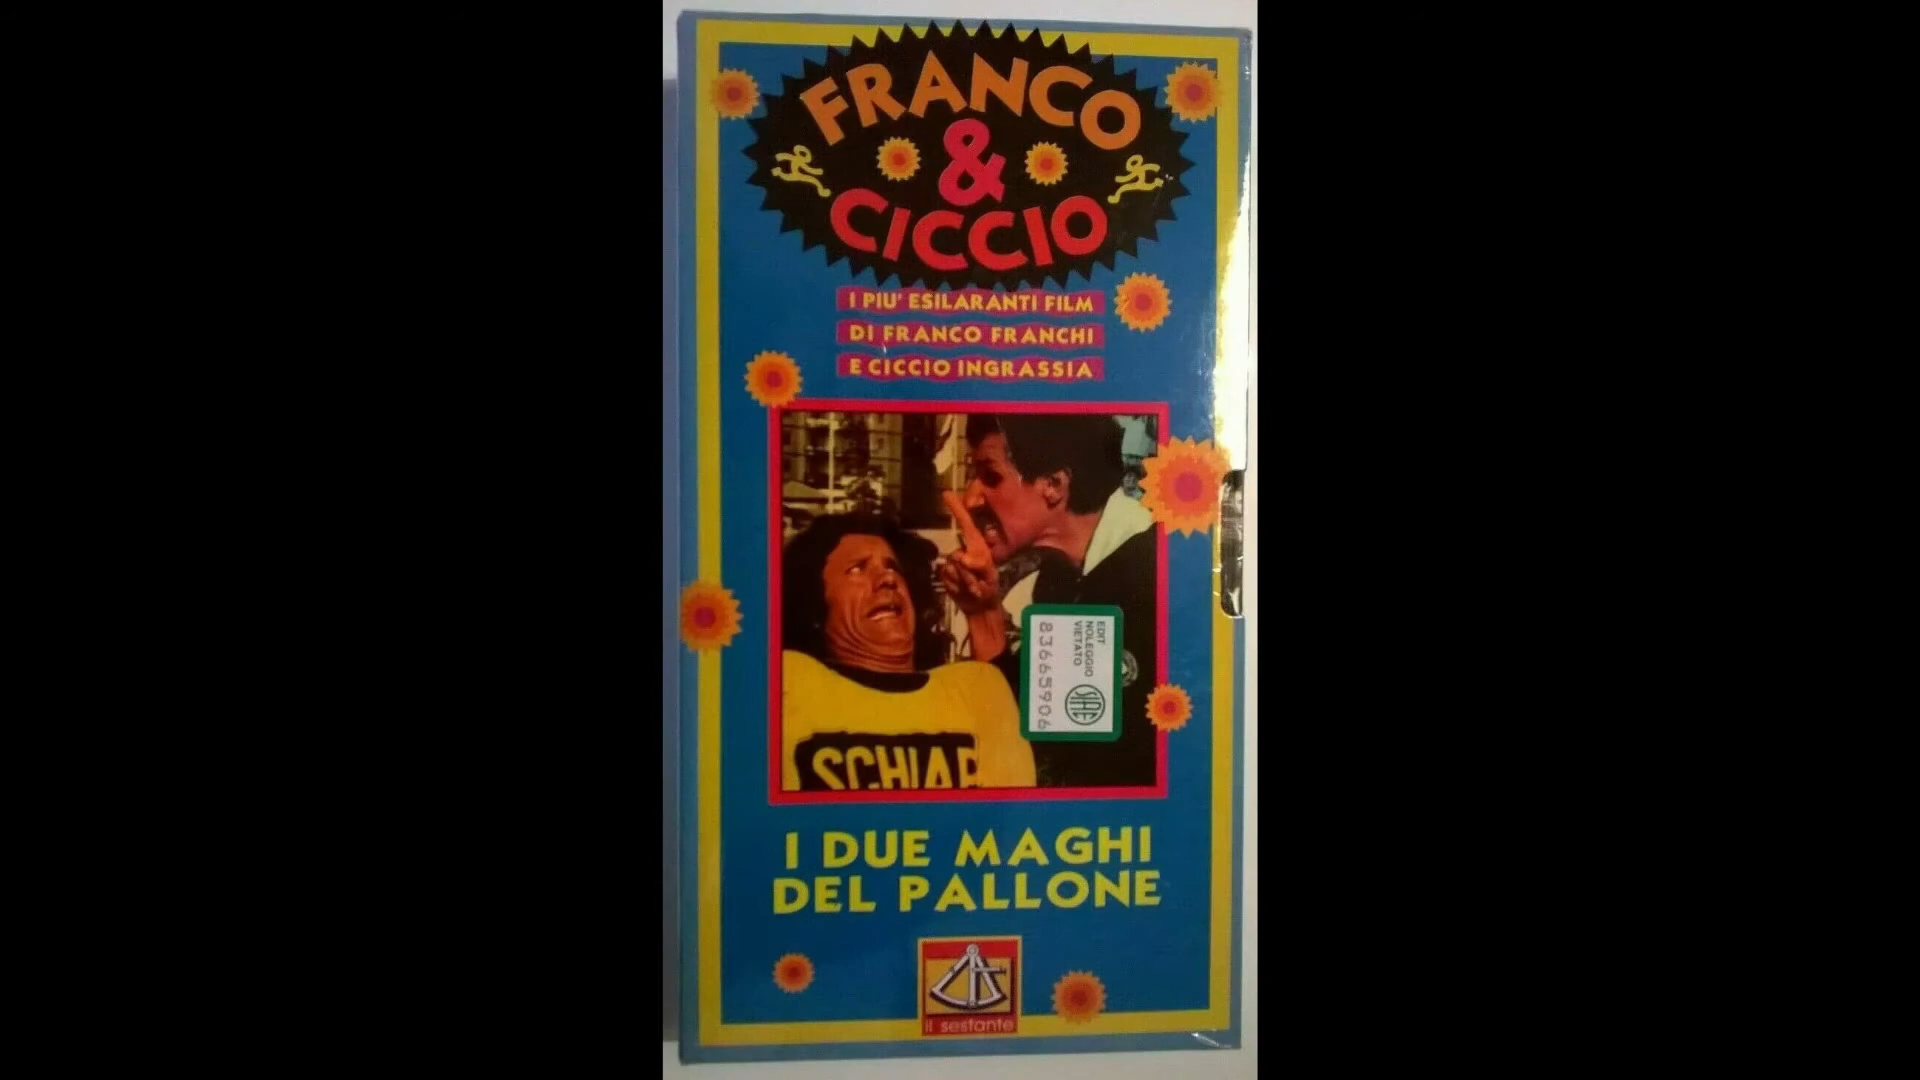 FRANCO
&
CICCIO
I PIU' ESILARANTI FILM
DI FRANCO FRANCHI
E CICCIO INGRASSIA
EDIT
NOLEGGIO
VIETATO
SIAE
83665906
SCHIAP
I DUE MAGHI
DEL PALLONE
il sestante